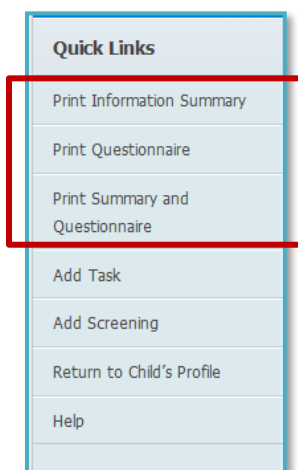 Quick Links
Print Information Summary
Print Questionnaire
Print Summary and
Questionnaire
Add Task
Add Screening
Return to Child's Profile
Help